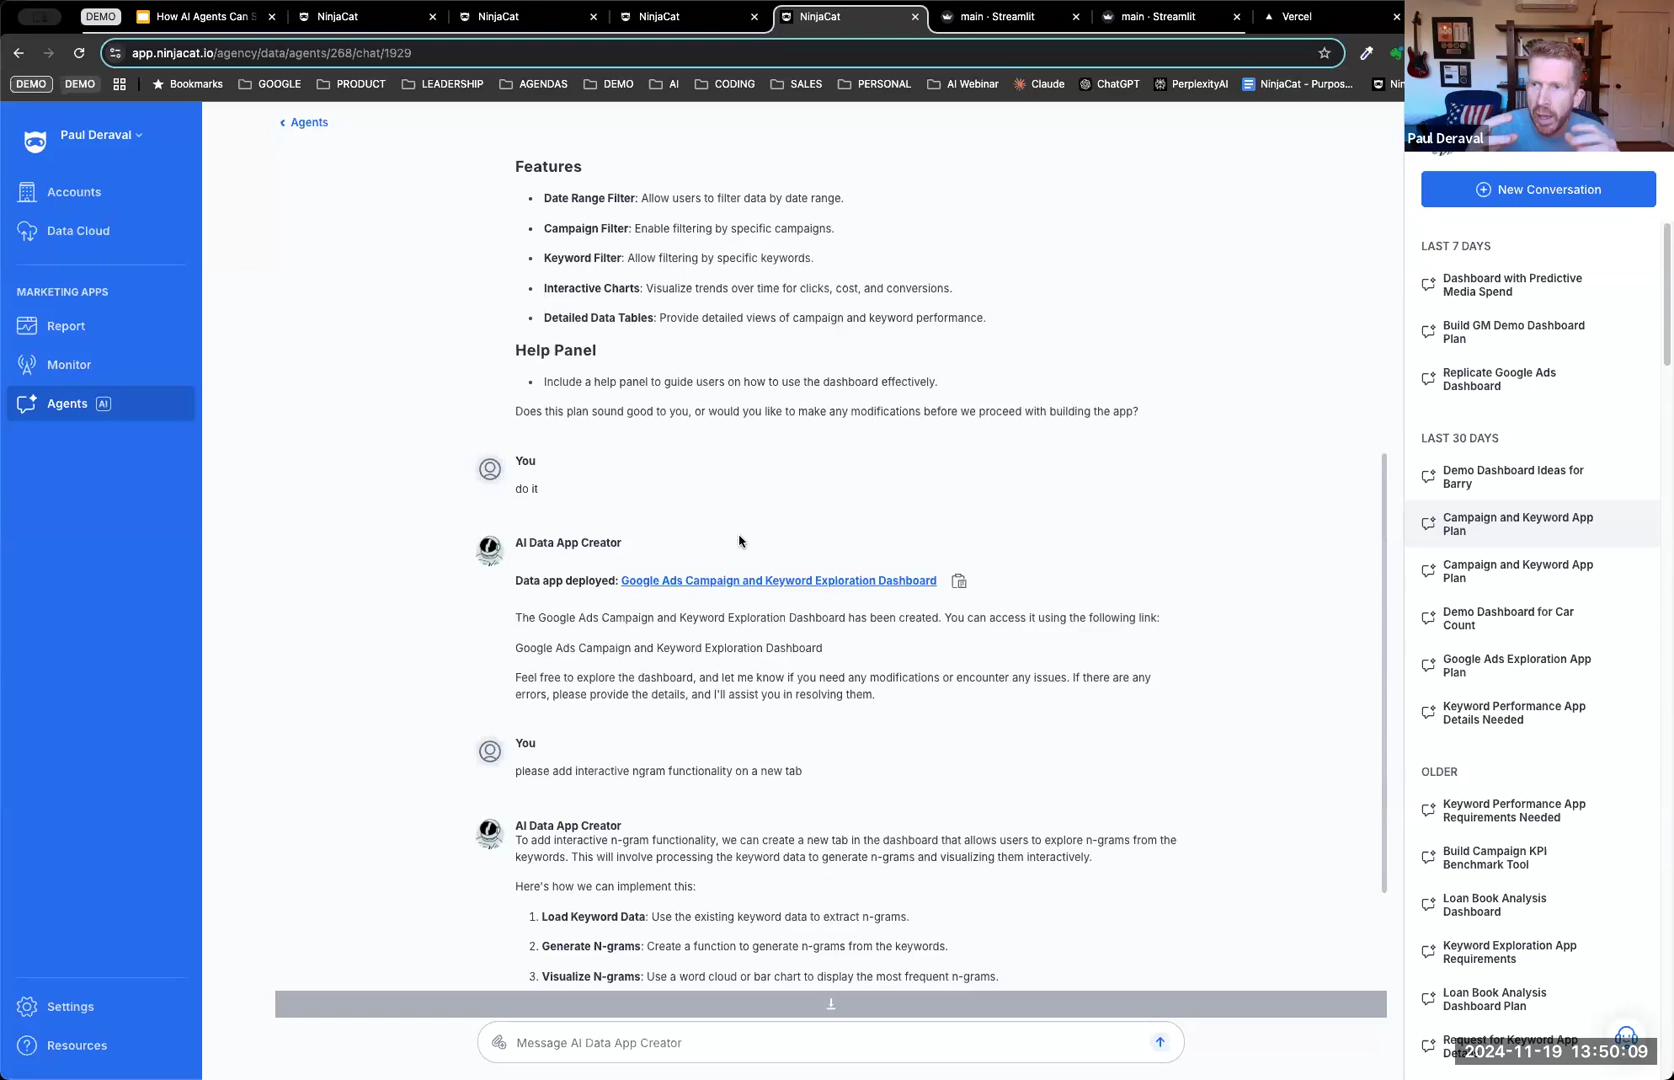 DEMO
How AI Agents Can S
NinjaCat
NinjaCat
NinjaCat
NinjaCat
main · Streamlit
main · Streamlit
Vercel
app.ninjacat.io/agency/data/agents/268/chat/1929
DEMO
DEMO
Bookmarks
GOOGLE
PRODUCT
LEADERSHIP
AGENDAS
DEMO
AI
CODING
SALES
PERSONAL
AI Webinar
Claude
ChatGPT
PerplexityAI
NinjaCat - Purpos...
Nin
Paul Deraval
Paul Deraval
Accounts
Data Cloud
MARKETING APPS
Report
Monitor
Agents AI
Settings
Resources
Agents
Features
• Date Range Filter: Allow users to filter data by date range.
• Campaign Filter: Enable filtering by specific campaigns.
• Keyword Filter: Allow filtering by specific keywords.
• Interactive Charts: Visualize trends over time for clicks, cost, and conversions.
• Detailed Data Tables: Provide detailed views of campaign and keyword performance.
Help Panel
• Include a help panel to guide users on how to use the dashboard effectively.
Does this plan sound good to you, or would you like to make any modifications before we proceed with building the app?
You
do it
AI Data App Creator
Data app deployed: Google Ads Campaign and Keyword Exploration Dashboard
The Google Ads Campaign and Keyword Exploration Dashboard has been created. You can access it using the following link:
Google Ads Campaign and Keyword Exploration Dashboard
Feel free to explore the dashboard, and let me know if you need any modifications or encounter any issues. If there are any
errors, please provide the details, and I'll assist you in resolving them.
You
please add interactive ngram functionality on a new tab
AI Data App Creator
To add interactive n-gram functionality, we can create a new tab in the dashboard that allows users to explore n-grams from the
keywords. This will involve processing the keyword data to generate n-grams and visualizing them interactively.
Here's how we can implement this:
1. Load Keyword Data: Use the existing keyword data to extract n-grams.
2. Generate N-grams: Create a function to generate n-grams from the keywords.
3. Visualize N-grams: Use a word cloud or bar chart to display the most frequent n-grams.
Message AI Data App Creator
New Conversation
LAST 7 DAYS
Dashboard with Predictive
Media Spend
Build GM Demo Dashboard
Plan
Replicate Google Ads
Dashboard
LAST 30 DAYS
Demo Dashboard Ideas for
Barry
Campaign and Keyword App
Plan
Campaign and Keyword App
Plan
Demo Dashboard for Car
Count
Google Ads Exploration App
Plan
Keyword Performance App
Details Needed
OLDER
Keyword Performance App
Requirements Needed
Build Campaign KPI
Benchmark Tool
Loan Book Analysis
Dashboard
Keyword Exploration App
Requirements
Loan Book Analysis
Dashboard Plan
Request for Keyword App
2024-11-19 13:50:09